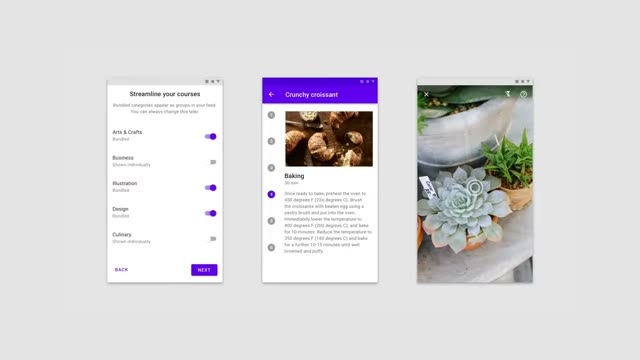 Streamline your courses
Bundled categories appear as groups in your feed.
You can always change this later.
Arts & Crafts
Bundled
Business
Shown individually
Illustration
Bundled
Design
Bundled
Culinary
Shown individually
BACK
NEXT
Crunchy croissant
Baking
30 min
Once ready to bake, preheat the oven to
450 degrees F (230 degrees C). Brush
the croissants with beaten egg using a
pastry brush and put into the oven.
Immediately lower the temperature to
400 degrees F (200 degrees C), and bake
for 10 minutes. Reduce the temperature to
350 degrees F (180 degrees C) and bake
for a further 10-15 minutes until well
browned and puffy.